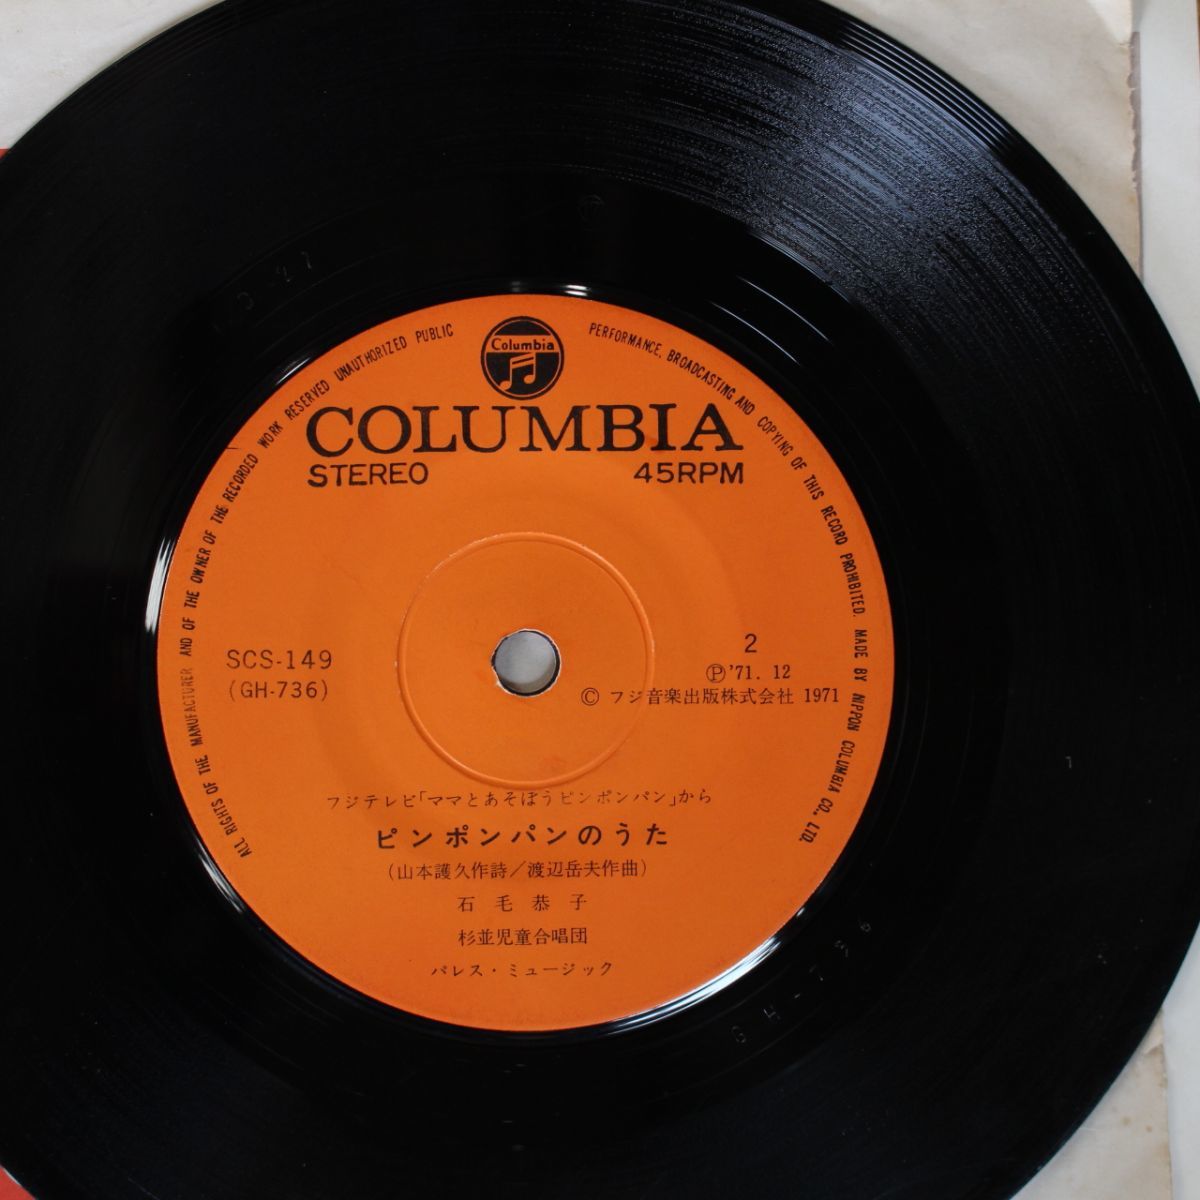 Columbia
COLUMBIA
STEREO 45RPM
ALL RIGHTS OF THE MANUFACTURER AND OF THE OWNER OF THE RECORDED WORK RESERVED UNAUTHORIZED PUBLIC PERFORMANCE, BROADCASTING AND COPYING OF THIS RECORD PROHIBITED. MADE BY NIPPON COLUMBIA CO., LTD.
SCS-149
(GH-736)
2
Ⓟ'71. 12
© フジ音楽出版株式会社 1971
フジテレビ「ママとあそぼうピンポンパン」から
ピンポンパンのうた
(山本護久作詩/渡辺岳夫作曲)
石毛恭子
杉並児童合唱団
パレス・ミュージック
GH-736